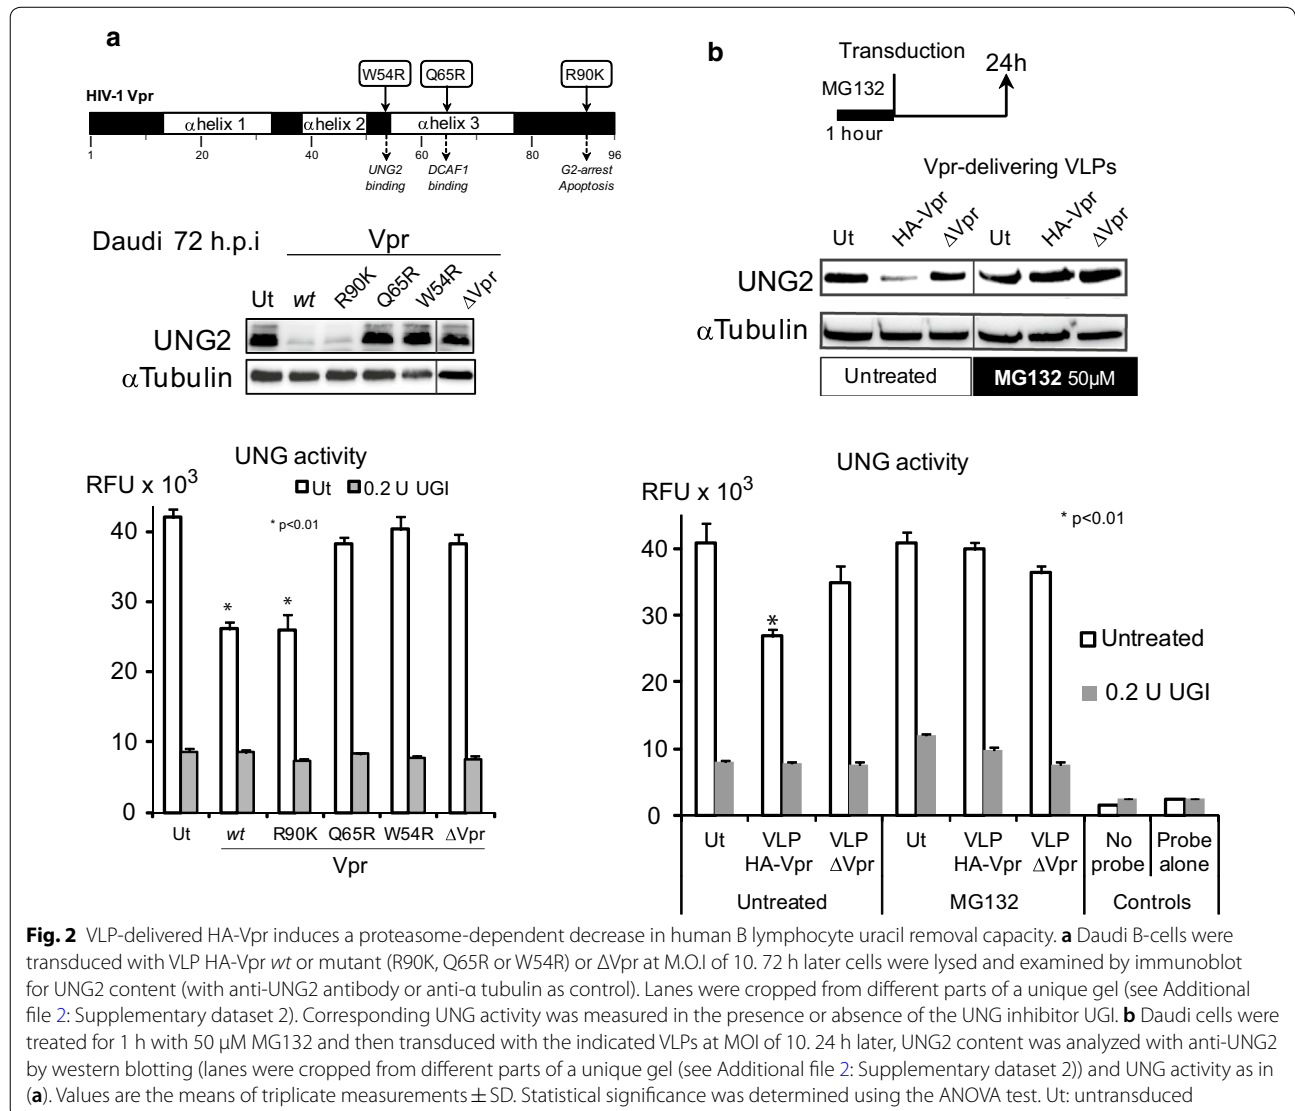 a
W54R Q65R R90K
HIV-1 Vpr
αhelix 1 αhelix 2 αhelix 3
1 20 40 60 80 96
UNG2 binding
DCAF1 binding
G2-arrest Apoptosis
Daudi 72 h.p.i
Vpr
Ut wt R90K Q65R W54R ΔVpr
UNG2
αTubulin
UNG activity
RFU x 10³
Ut 0.2 U UGI
* p<0.01
40
30
20
10
0
* *
Ut wt R90K Q65R W54R ΔVpr
Vpr
b
Transduction
24h
MG132
1 hour
Vpr-delivering VLPs
Ut HA-Vpr ΔVpr Ut HA-Vpr ΔVpr
UNG2
αTubulin
Untreated MG132 50µM
UNG activity
RFU x 10³
* p<0.01
40
30
20
10
0
*
Untreated
0.2 U UGI
Ut VLP HA-Vpr VLP ΔVpr Ut VLP HA-Vpr VLP ΔVpr No probe Probe alone
Untreated MG132 Controls
Fig. 2 VLP-delivered HA-Vpr induces a proteasome-dependent decrease in human B lymphocyte uracil removal capacity. a Daudi B-cells were
transduced with VLP HA-Vpr wt or mutant (R90K, Q65R or W54R) or ΔVpr at M.O.I of 10. 72 h later cells were lysed and examined by immunoblot
for UNG2 content (with anti-UNG2 antibody or anti-α tubulin as control). Lanes were cropped from different parts of a unique gel (see Additional
file 2: Supplementary dataset 2). Corresponding UNG activity was measured in the presence or absence of the UNG inhibitor UGI. b Daudi cells were
treated for 1 h with 50 µM MG132 and then transduced with the indicated VLPs at MOI of 10. 24 h later, UNG2 content was analyzed with anti-UNG2
by western blotting (lanes were cropped from different parts of a unique gel (see Additional file 2: Supplementary dataset 2)) and UNG activity as in
(a). Values are the means of triplicate measurements ± SD. Statistical significance was determined using the ANOVA test. Ut: untransduced